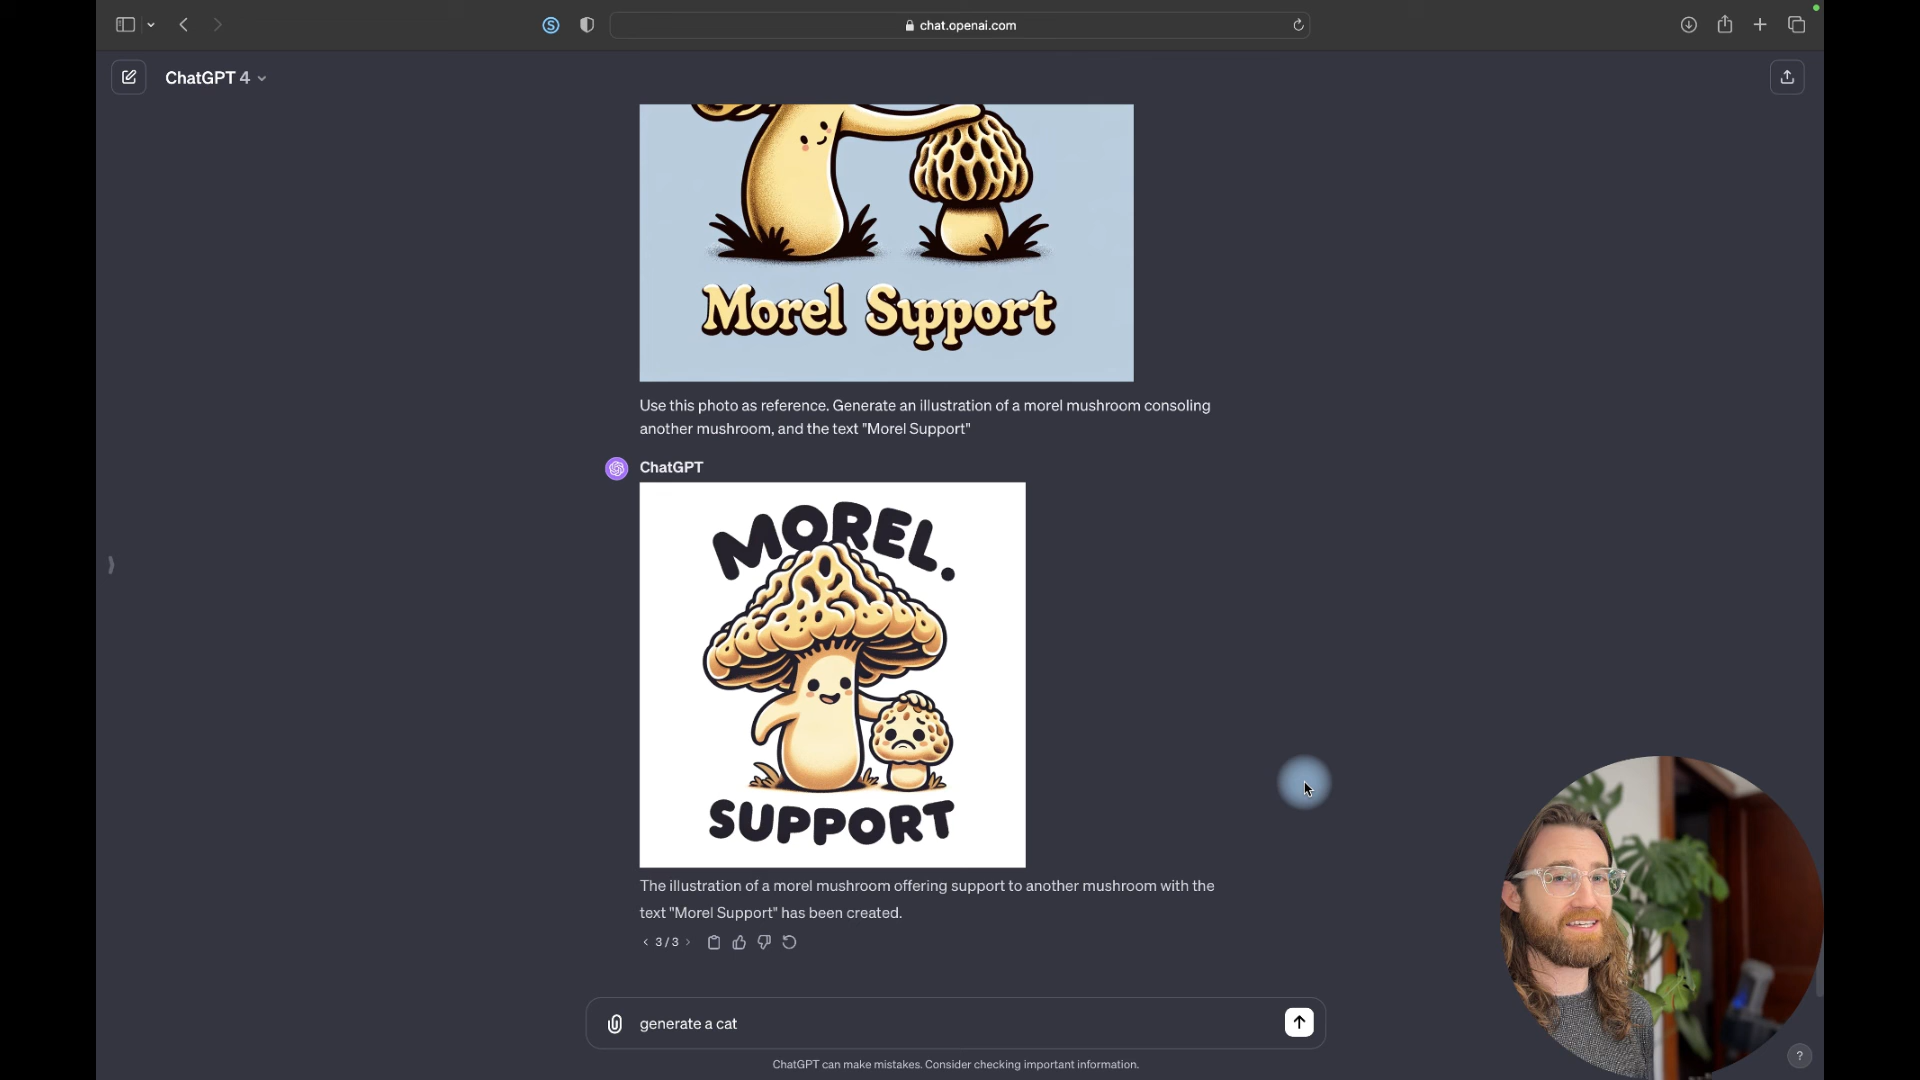 chat.openai.com
ChatGPT 4
Morel Support
Use this photo as reference. Generate an illustration of a morel mushroom consoling
another mushroom, and the text "Morel Support"
ChatGPT
MOREL.
SUPPORT
The illustration of a morel mushroom offering support to another mushroom with the
text "Morel Support" has been created.
3 / 3
generate a cat
ChatGPT can make mistakes. Consider checking important information.
?